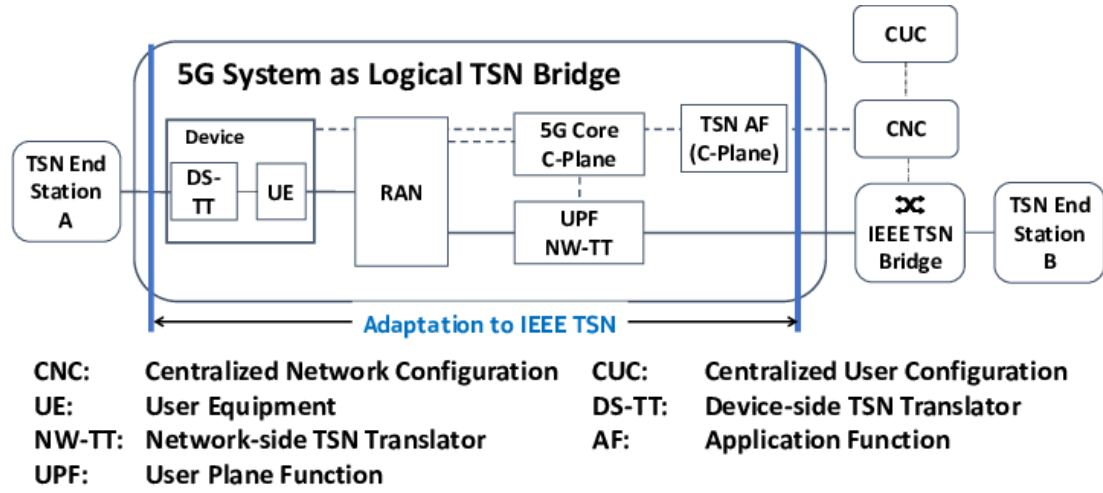 CUC
5G System as Logical TSN Bridge
Device
5G Core
C-Plane
TSN AF
(C-Plane)
CNC
TSN End
Station
A
DS-
TT
UE
RAN
UPF
NW-TT
IEEE TSN
Bridge
TSN End
Station
B
Adaptation to IEEE TSN
CNC: Centralized Network Configuration
CUC: Centralized User Configuration
UE: User Equipment
DS-TT: Device-side TSN Translator
NW-TT: Network-side TSN Translator
AF: Application Function
UPF: User Plane Function